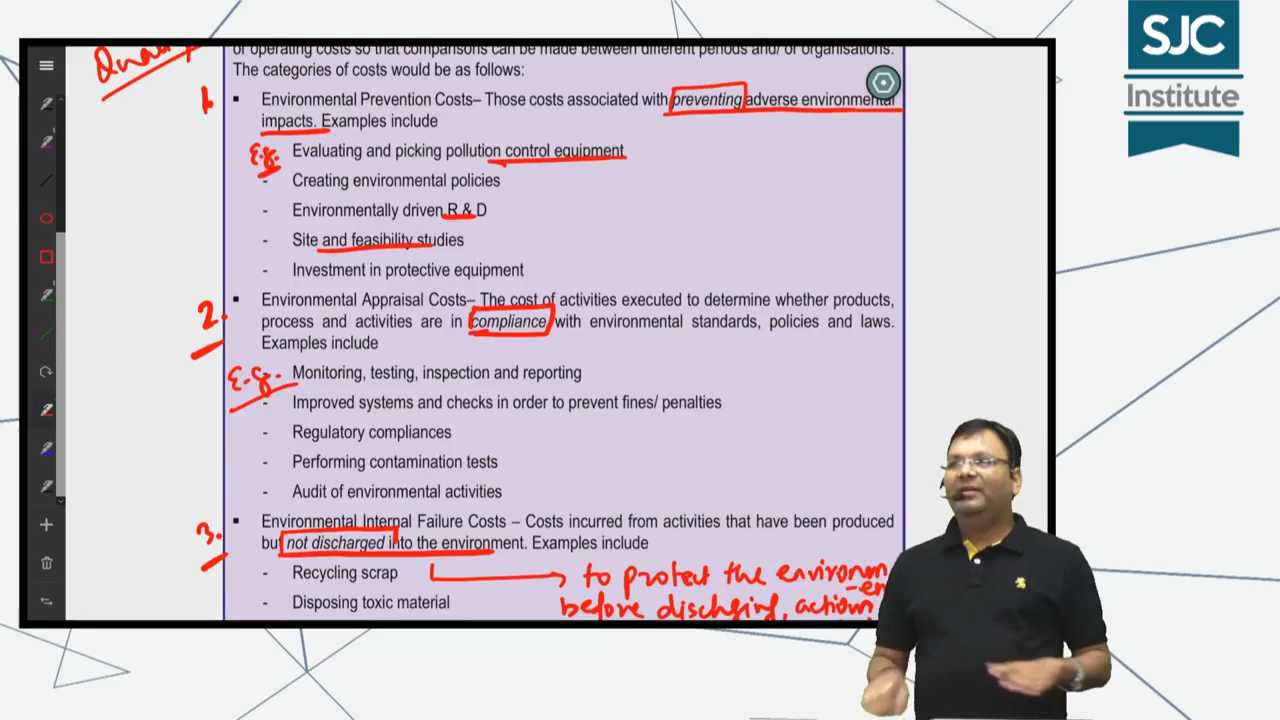 SJC
Institute
of operating costs so that comparisons can be made between different periods and/ or organisations.
The categories of costs would be as follows:
1.
▪ Environmental Prevention Costs– Those costs associated with preventing adverse environmental
impacts. Examples include
E.g.
Evaluating and picking pollution control equipment
- Creating environmental policies
- Environmentally driven R & D
- Site and feasibility studies
- Investment in protective equipment
2.
▪ Environmental Appraisal Costs– The cost of activities executed to determine whether products,
process and activities are in compliance with environmental standards, policies and laws.
Examples include
E.g.
Monitoring, testing, inspection and reporting
- Improved systems and checks in order to prevent fines/ penalties
- Regulatory compliances
- Performing contamination tests
- Audit of environmental activities
3.
▪ Environmental Internal Failure Costs – Costs incurred from activities that have been produced
but not discharged into the environment. Examples include
- Recycling scrap
to protect the environm
-en
- Disposing toxic material
before discharging, action